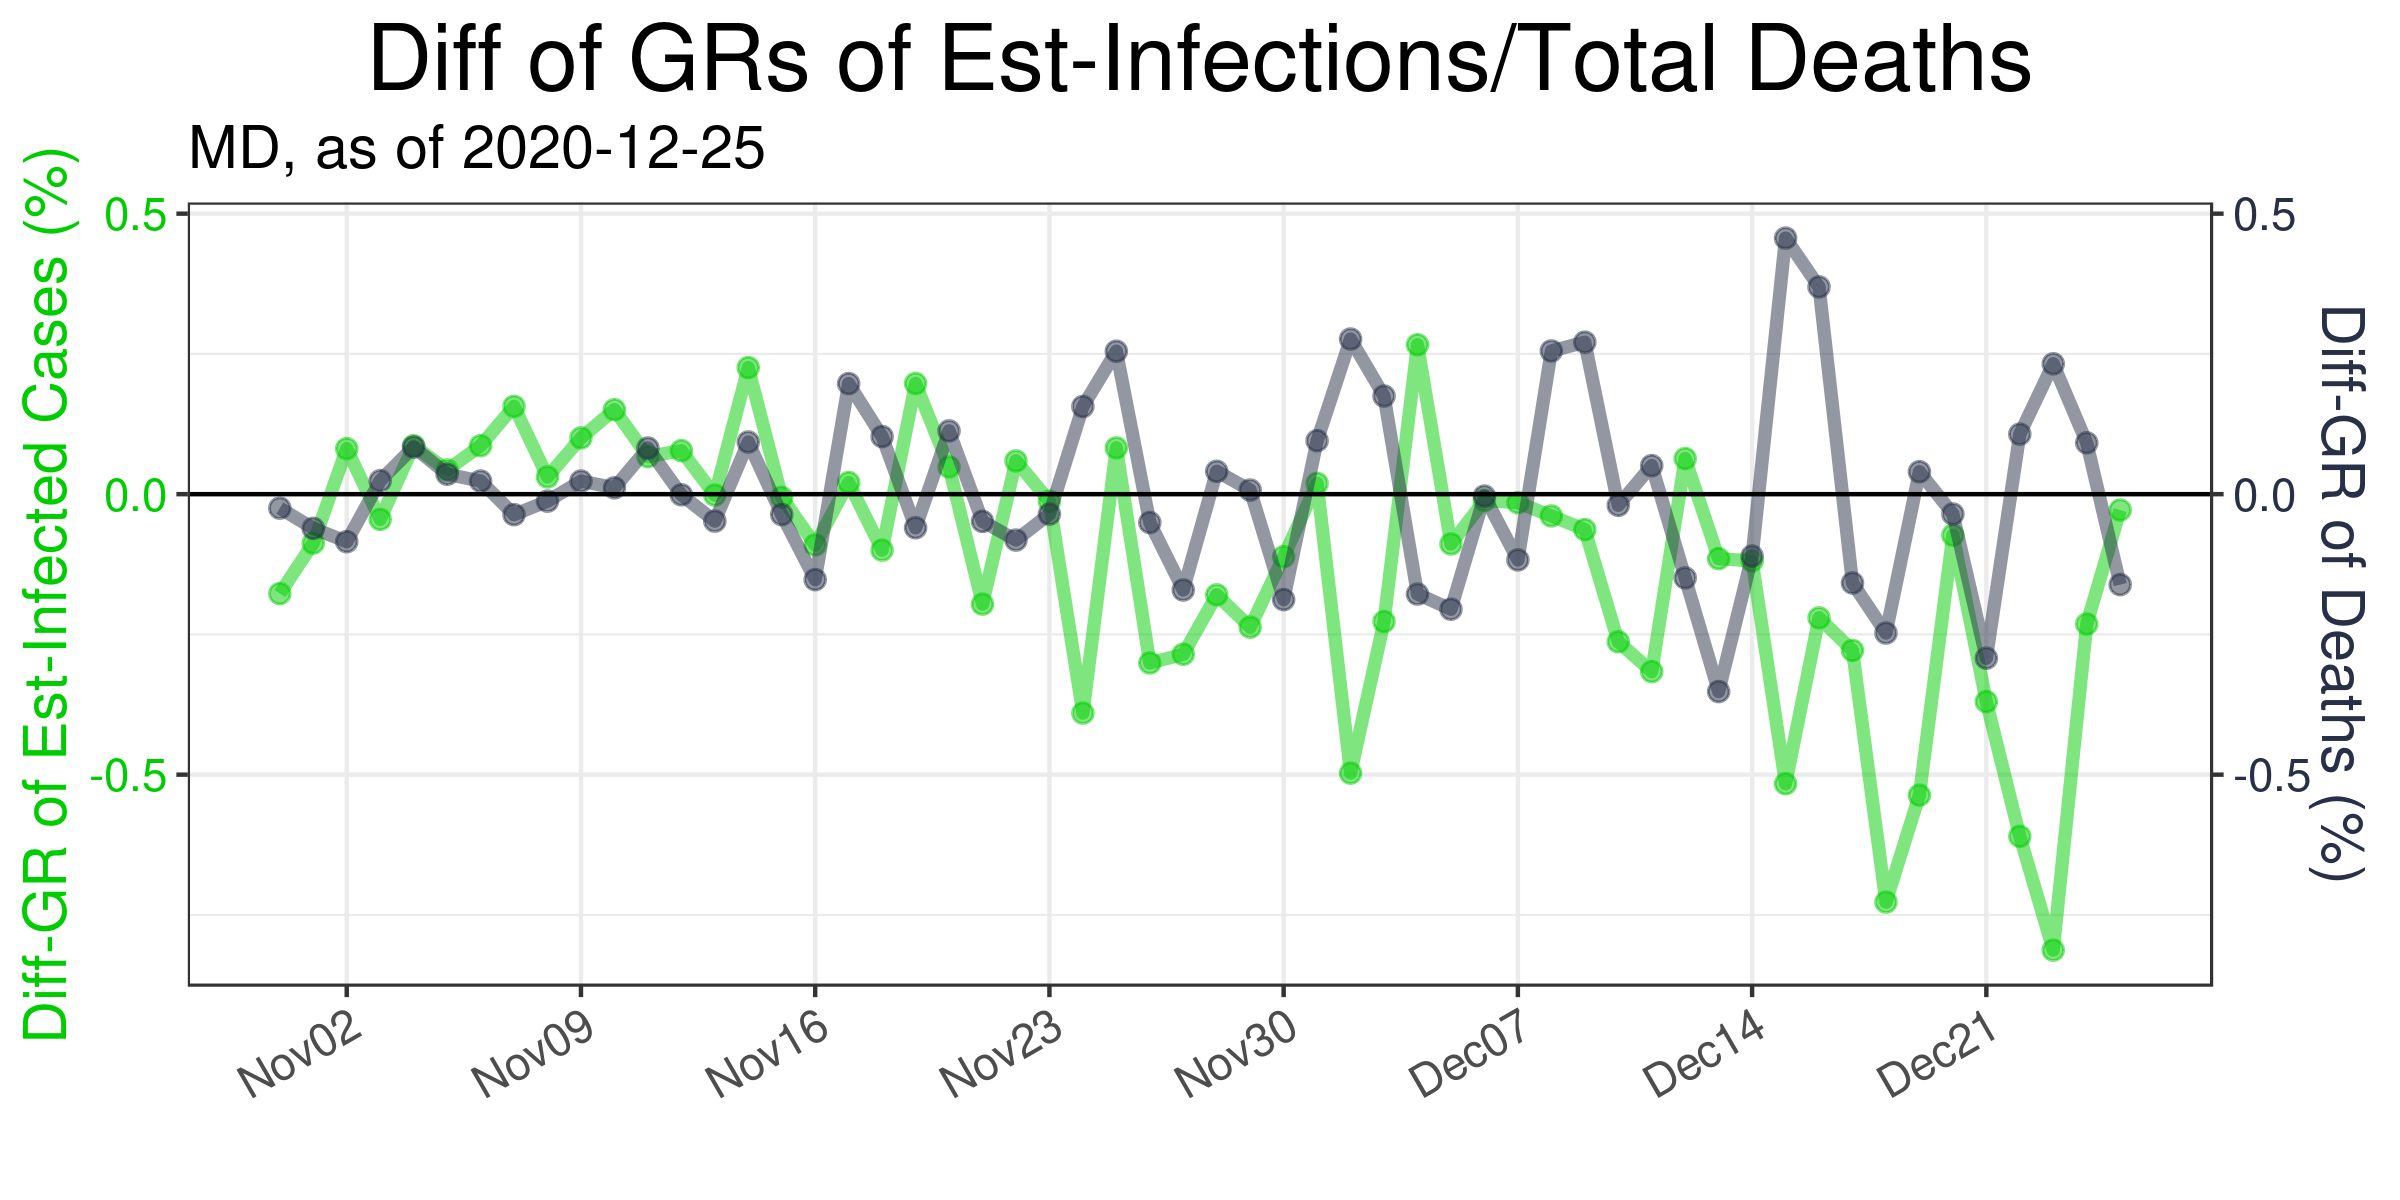 Diff of GRs of Est-Infections/Total Deaths
MD, as of 2020-12-25
Diff-GR of Est-Infected Cases (%)
0.5
0.0
-0.5
0.5
0.0
-0.5
Diff-GR of Deaths (%)
Nov02
Nov09
Nov16
Nov23
Nov30
Dec07
Dec14
Dec21